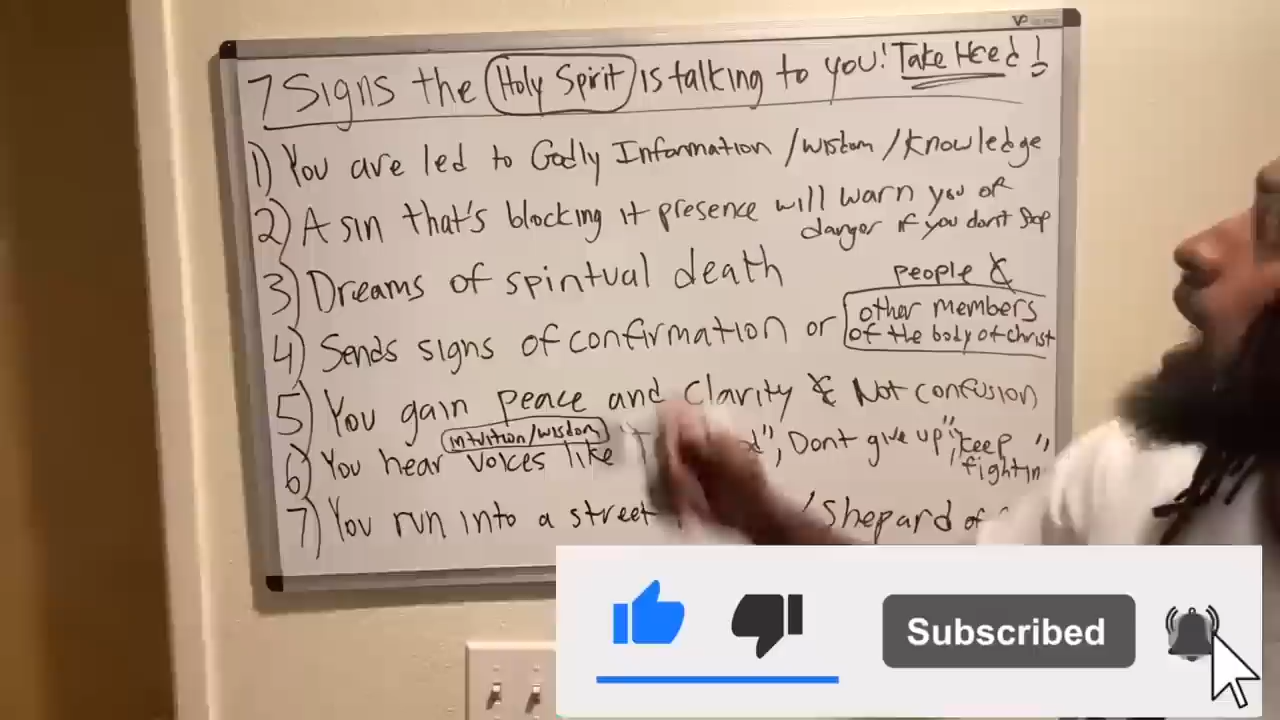 7 Signs the Holy Spirit is talking to you! Take Heed!
1) You are led to Godly Information /wisdom /knowledge
2) A sin that's blocking it presence will warn you of
danger if you dont stop
3) Dreams of spiritual death
people &
4) Sends signs of confirmation or other members
of the body of christ
5) You gain peace and Clarity & Not confusion
intuition/wisdom
6) You hear voices like "Dont give up", "keep
fightin"
7) You run into a street /Shepard of
Subscribed